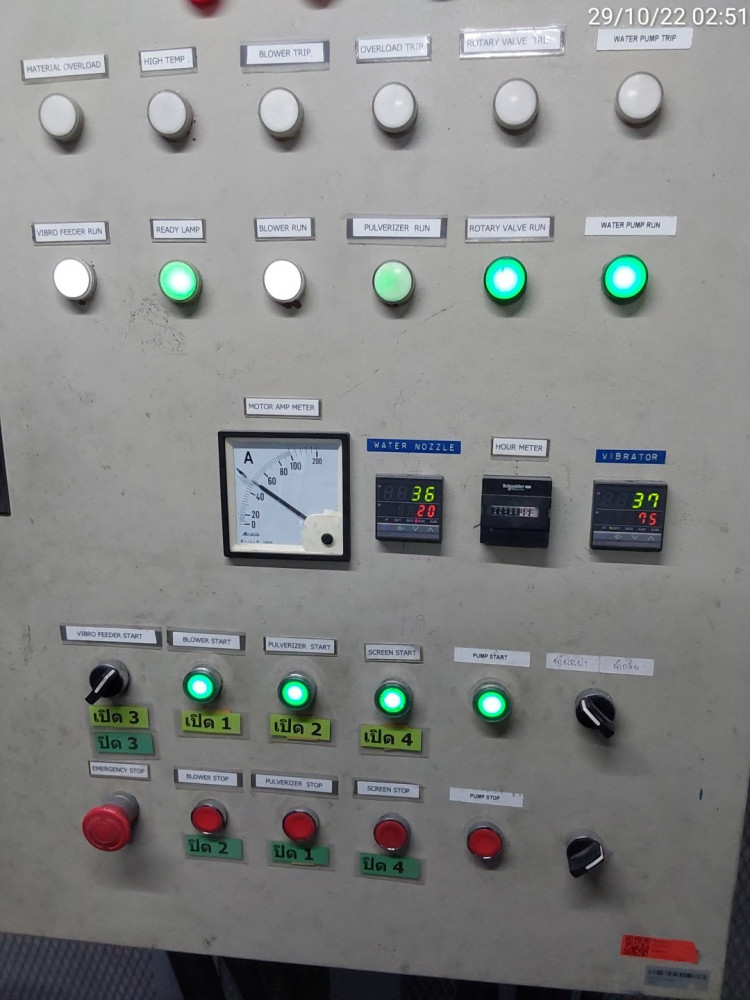 29/10/22 02:51
MATERIAL OVERLOAD
HIGH TEMP.
BLOWER TRIP
OVERLOAD TRIP
ROTARY VALVE TRIP
WATER PUMP TRIP
VIBRO FEEDER RUN
READY LAMP
BLOWER RUN
PULVERIZER RUN
ROTARY VALVE RUN
WATER PUMP RUN
MOTOR AMP METER
A
0
20
40
60
80
100
200
WATER NOZZLE
36
20
HOUR METER
Schneider
VIBRATOR
37
75
VIBRO FEEDER START
BLOWER START
PULVERIZER START
SCREEN START
PUMP START
เปิด 3
เปิด 1
เปิด 2
เปิด 4
ปิด 3
EMERGENCY STOP
BLOWER STOP
PULVERIZER STOP
SCREEN STOP
PUMP STOP
ปิด 2
ปิด 1
ปิด 4